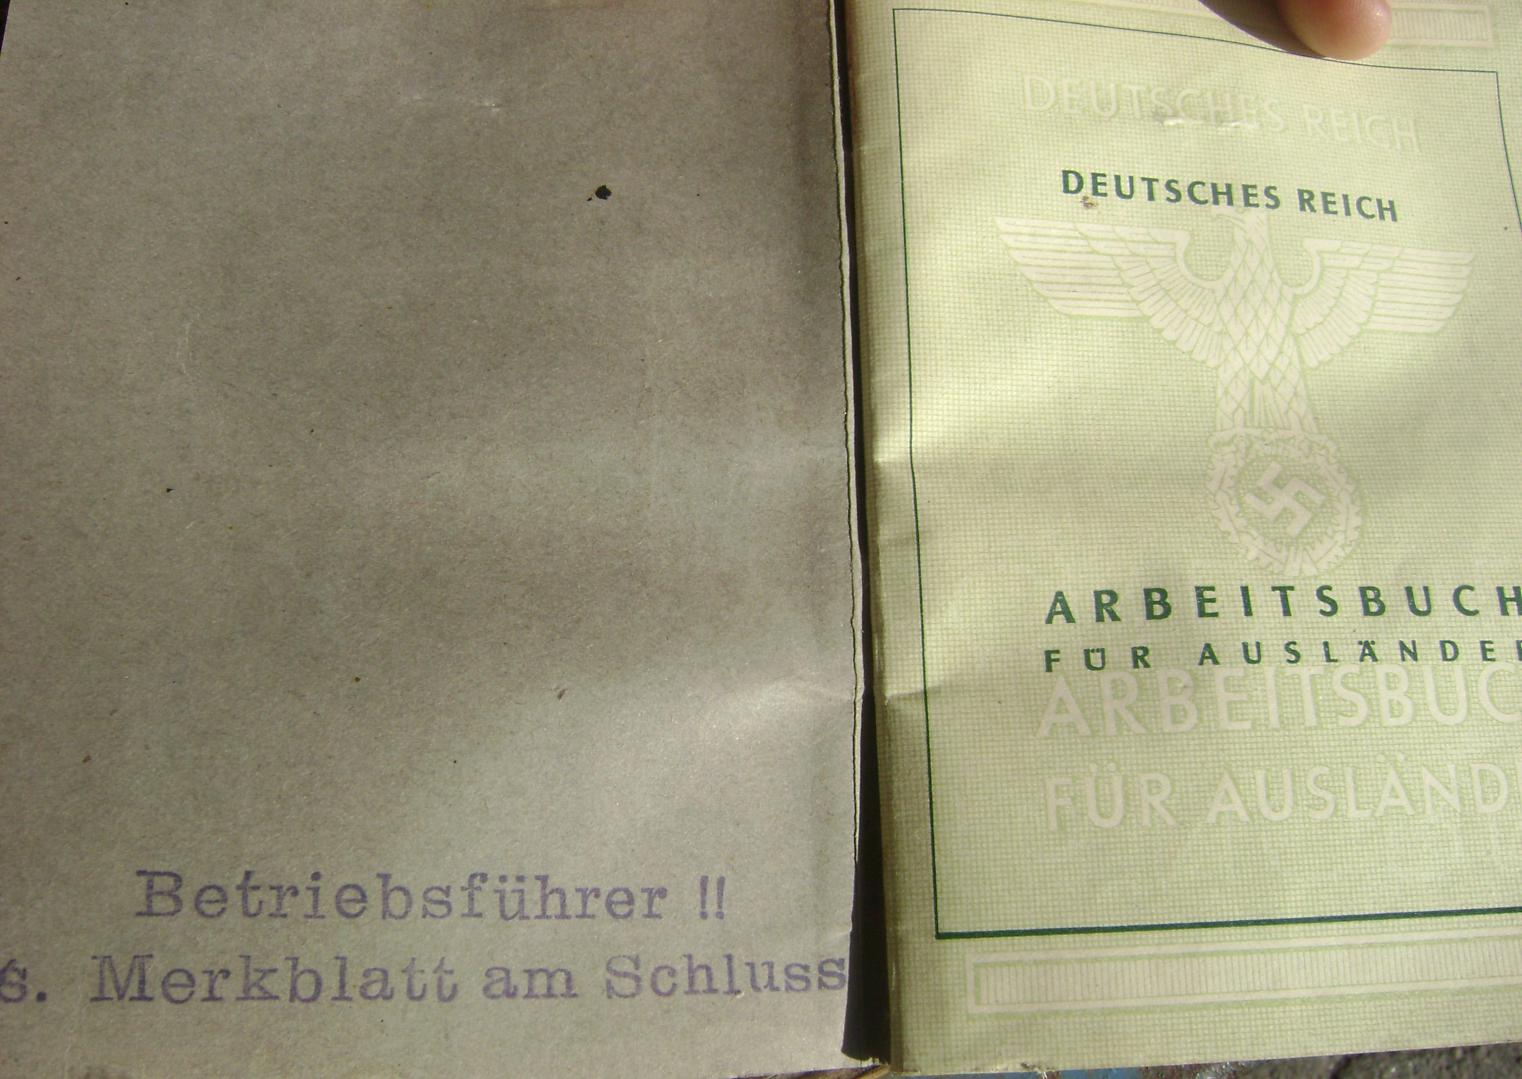 Betriebsführer !!
s. Merkblatt am Schluss
DEUTSCHES REICH
DEUTSCHES REICH
ARBEITSBUCH
FÜR AUSLÄNDER
ARBEITSBUC
FÜR AUSLÄND